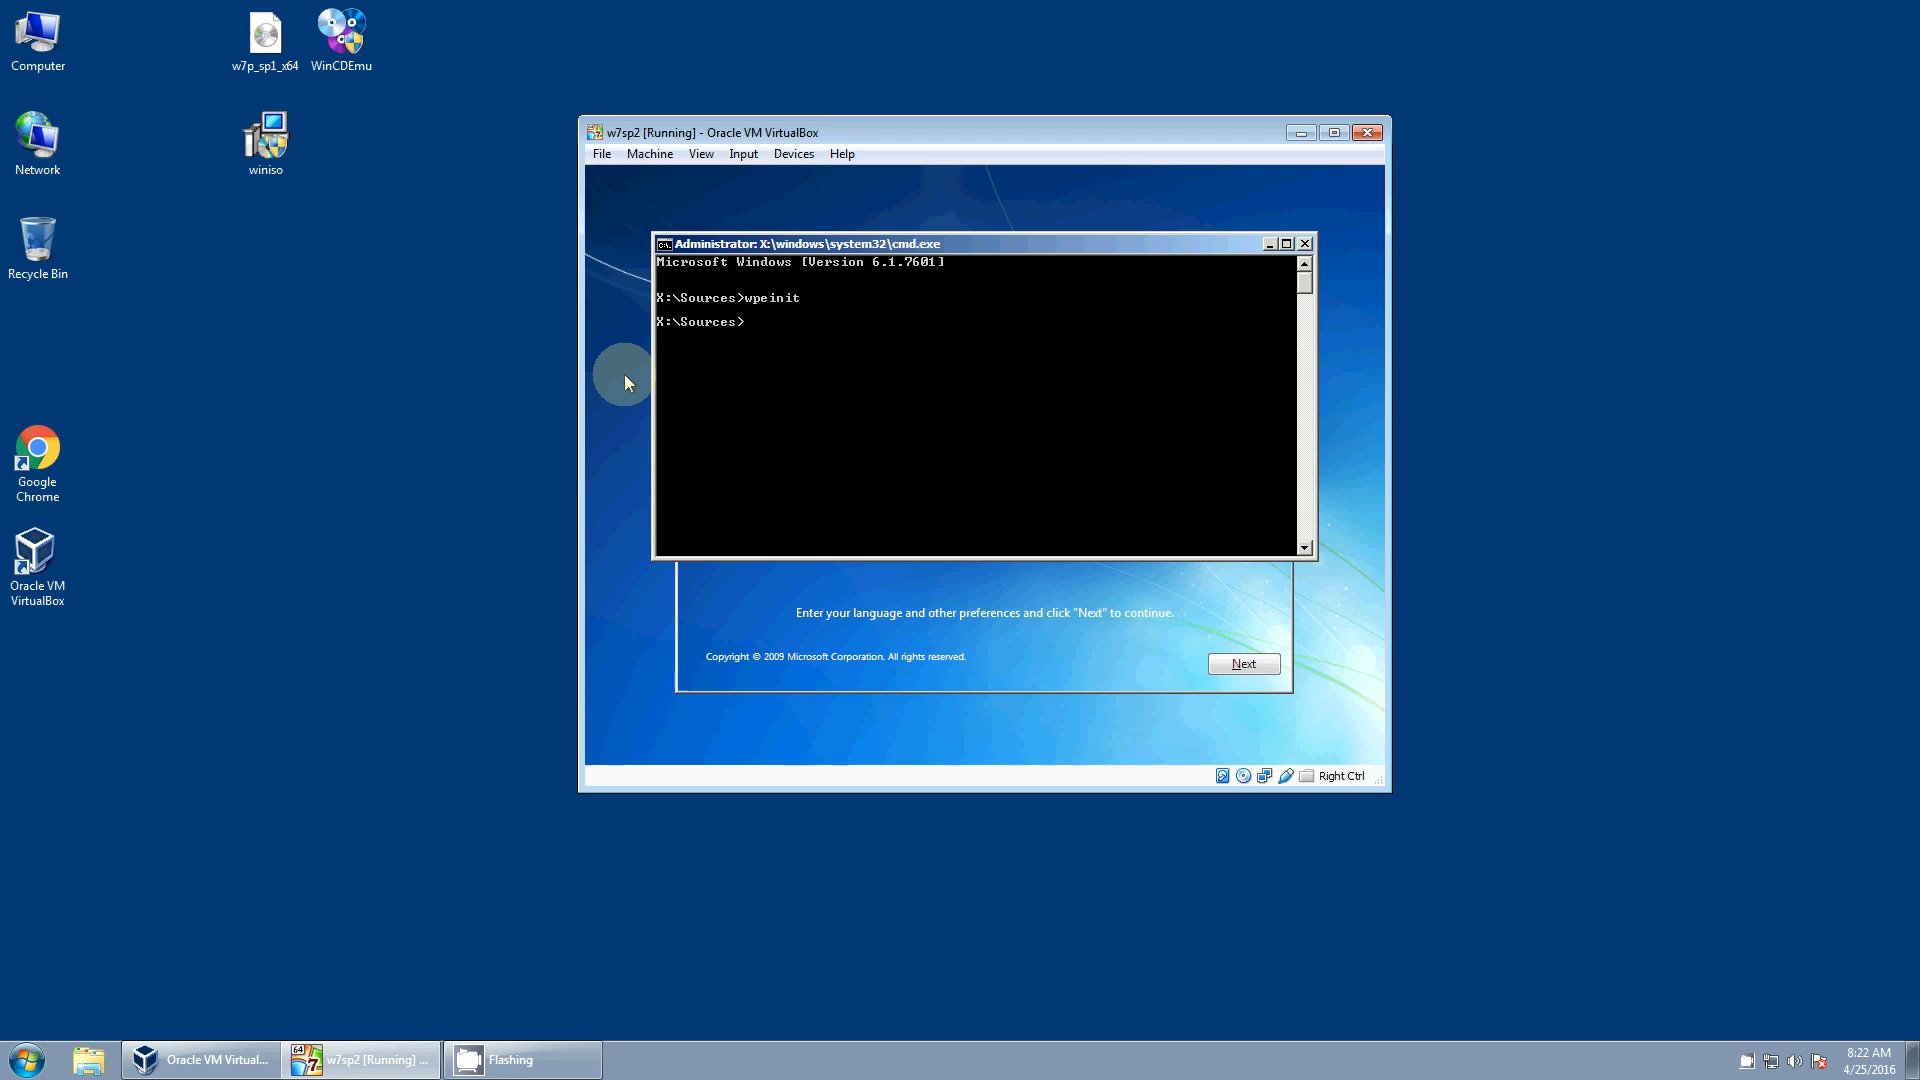 Computer
w7p_sp1_x64
WinCDEmu
Network
winiso
Recycle Bin
Google
Chrome
Oracle VM
VirtualBox
w7sp2 [Running] - Oracle VM VirtualBox
File Machine View Input Devices Help
Administrator: X:\windows\system32\cmd.exe
Microsoft Windows [Version 6.1.7601]
X:\Sources>wpeinit
X:\Sources>
Enter your language and other preferences and click "Next" to continue.
Copyright © 2009 Microsoft Corporation. All rights reserved.
Next
Right Ctrl
Oracle VM Virtual...
64
7
w7sp2 [Running] ...
Flashing
8:22 AM
4/25/2016